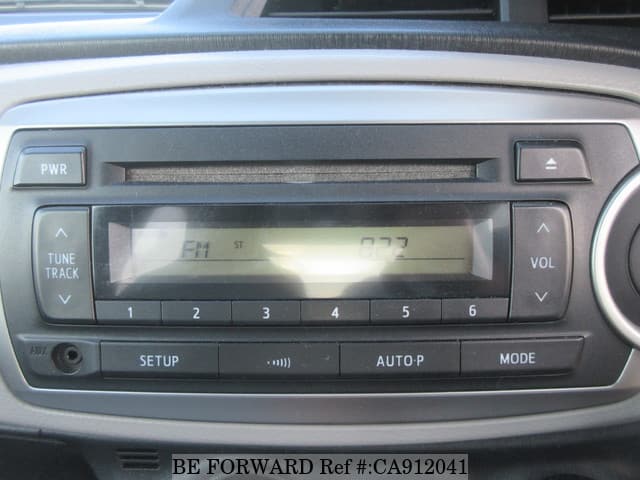 PWR
FM ST 87.2
TUNE
TRACK
VOL
1 2 3 4 5 6
AUX
SETUP AUTO·P MODE
BE FORWARD Ref #:CA912041